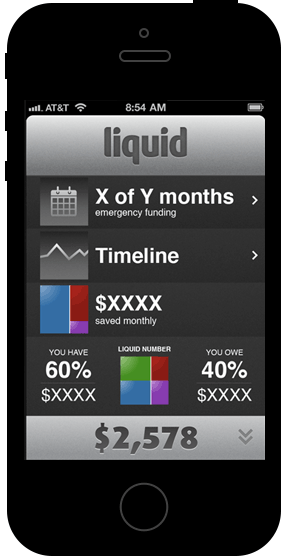 AT&T 8:54 AM
liquid
X of Y months
emergency funding
Timeline
$XXXX
saved monthly
YOU HAVE LIQUID NUMBER YOU OWE
60% 40%
$XXXX $XXXX
$2,578